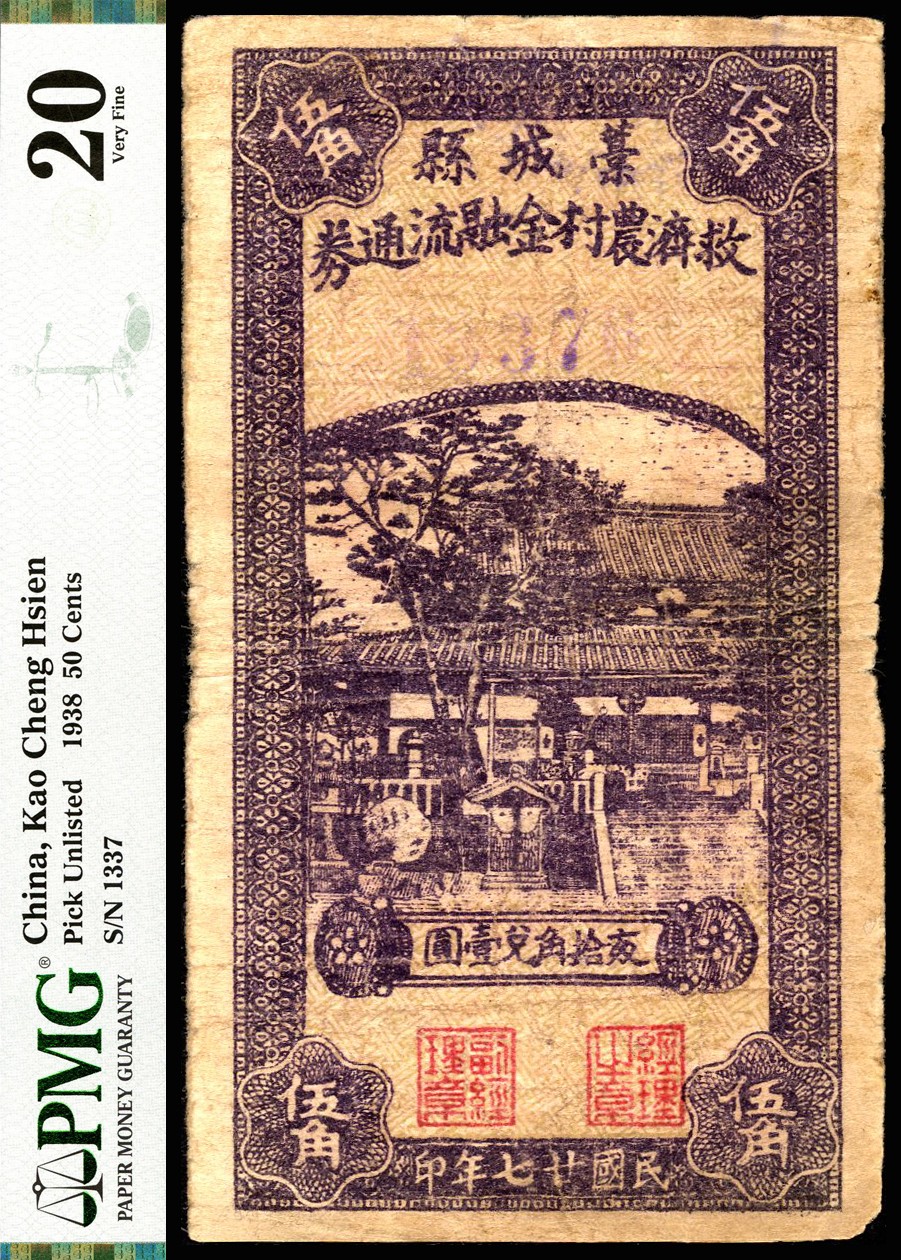 PMG®
PAPER MONEY GUARANTY
China, Kao Cheng Hsien
Pick Unlisted 1938 50 Cents
S/N 1337
20
Very Fine
伍角
伍角
藁城縣
救濟農村金融流通券
每拾角兌壹圓
經理之章
副經理章
伍角
伍角
民國廿七年印